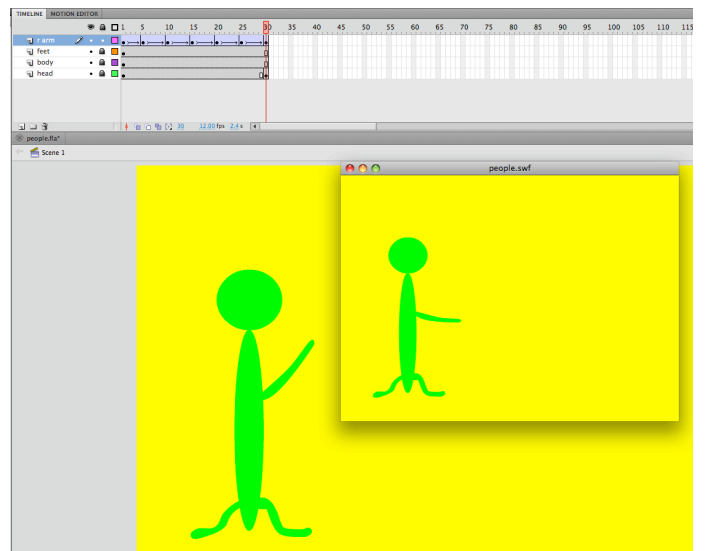 TIMELINE MOTION EDITOR
1 5 10 15 20 25 30 35 40 45 50 55 60 65 70 75 80 85 90 95 100 105 110 115
r arm
feet
body
head
30 12.00 fps 2.4 s
people.fla*
Scene 1
people.swf